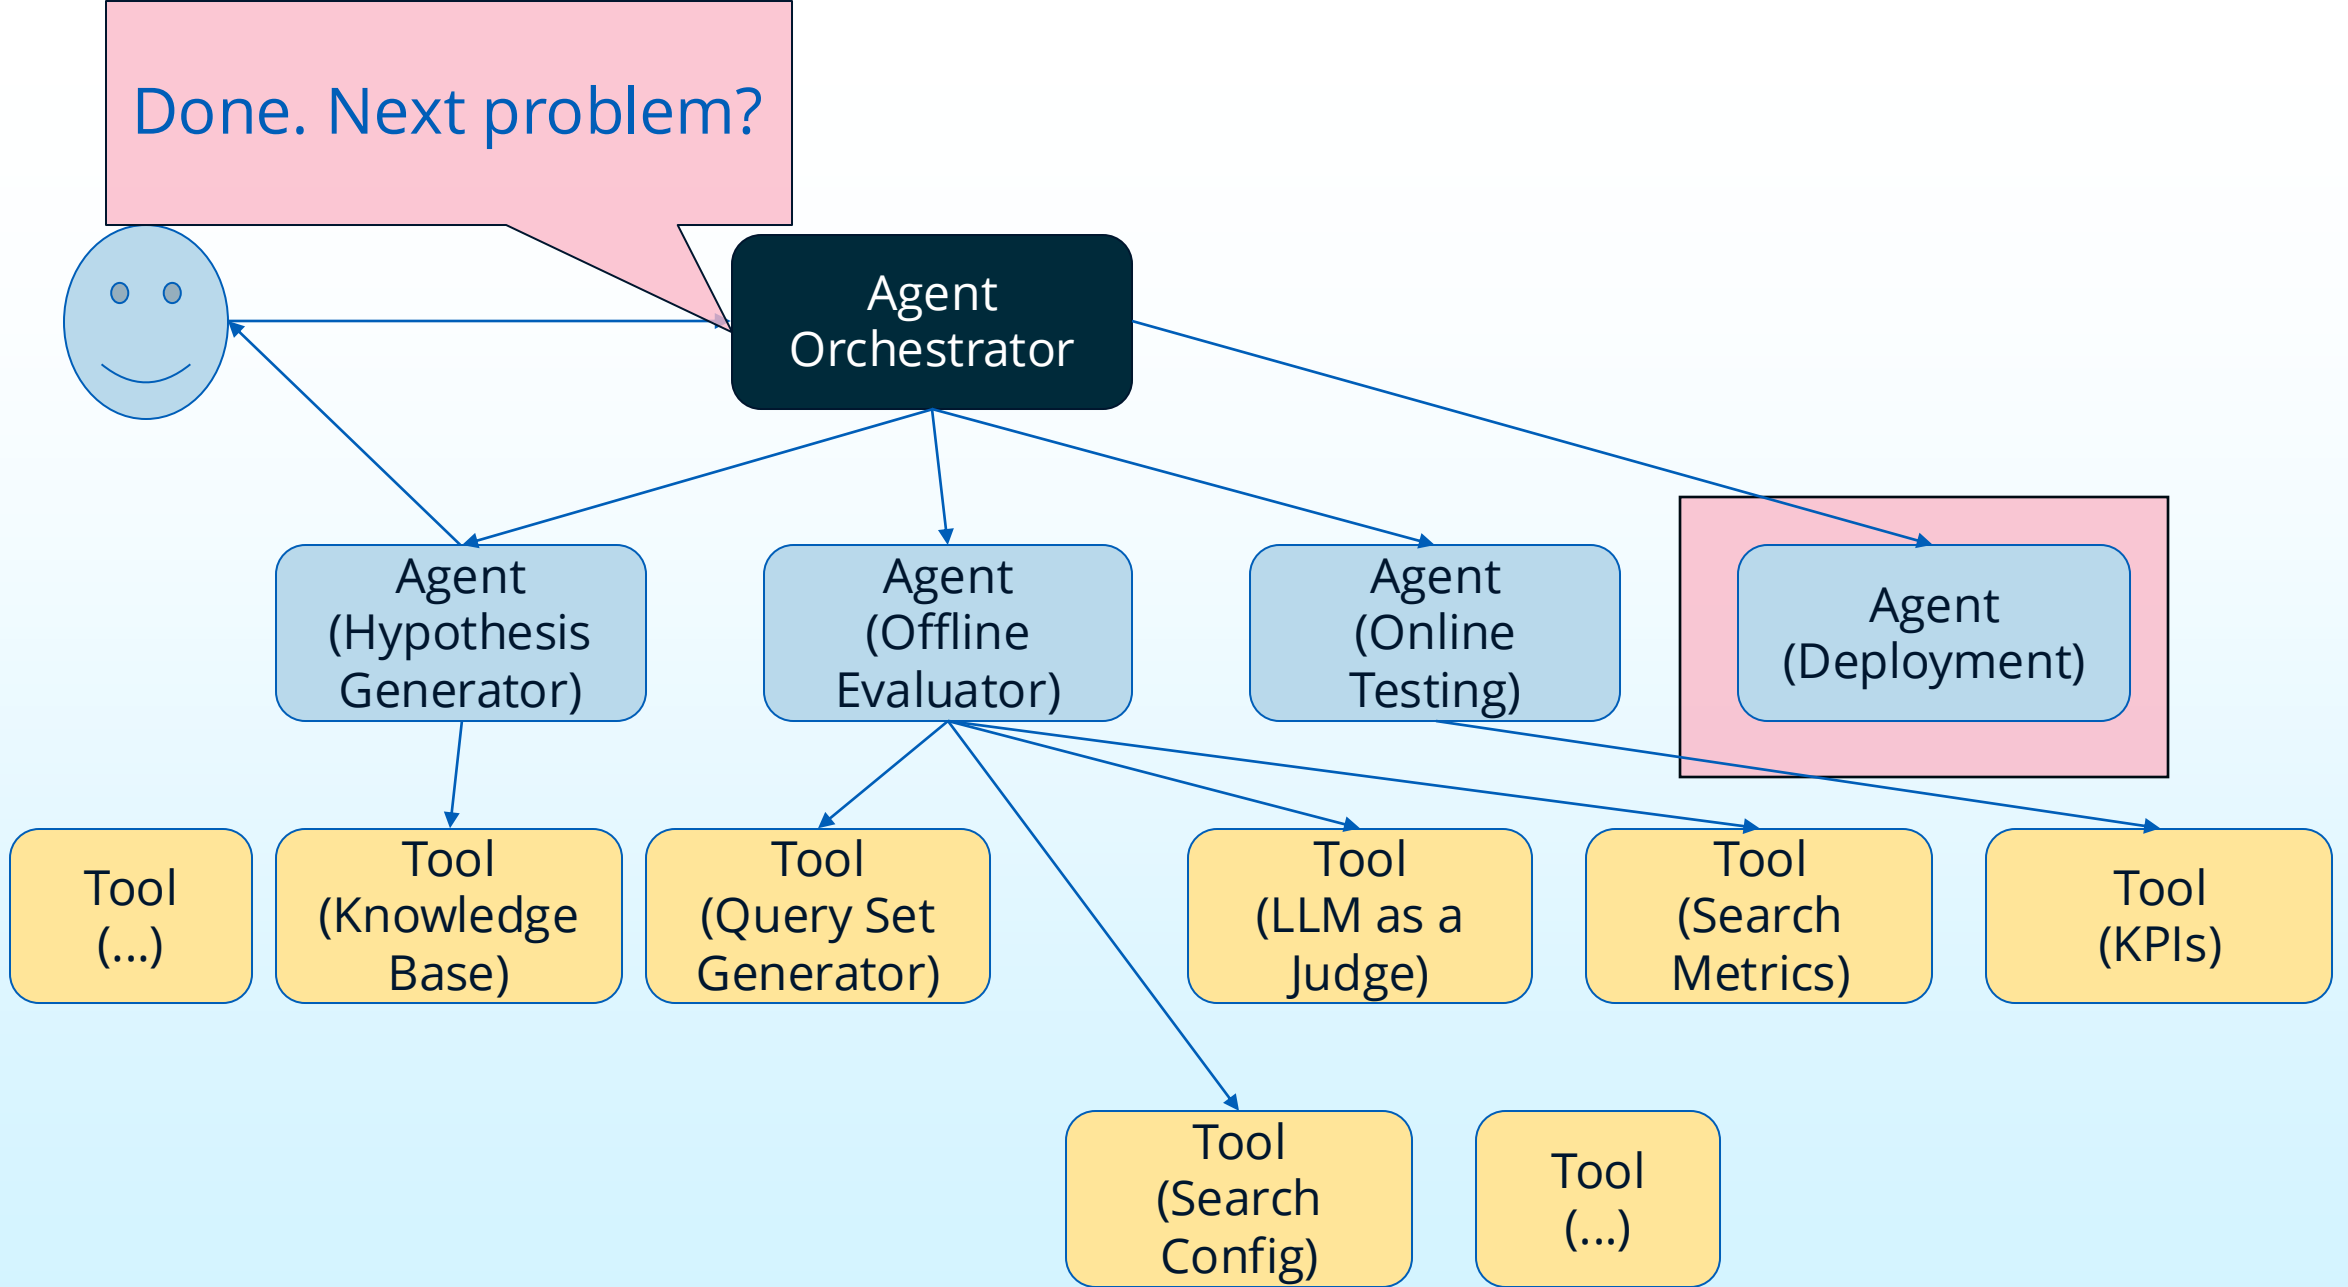 Done. Next problem?
Agent
Orchestrator
Agent
(Hypothesis
Generator)
Agent
(Offline
Evaluator)
Agent
(Online
Testing)
Agent
(Deployment)
Tool
(...)
Tool
(Knowledge
Base)
Tool
(Query Set
Generator)
Tool
(LLM as a
Judge)
Tool
(Search
Metrics)
Tool
(KPIs)
Tool
(Search
Config)
Tool
(...)